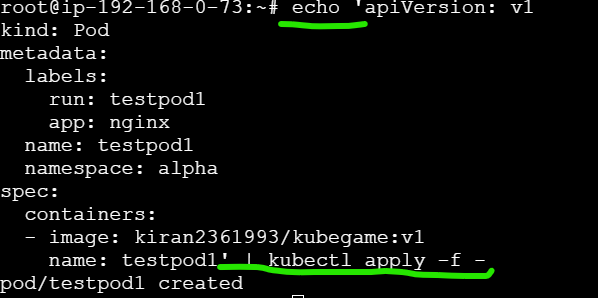 root@ip-192-168-0-73:~# echo 'apiVersion: v1
kind: Pod
metadata:
  labels:
    run: testpod1
    app: nginx
  name: testpod1
  namespace: alpha
spec:
  containers:
  - image: kiran2361993/kubegame:v1
    name: testpod1' | kubectl apply -f -
pod/testpod1 created